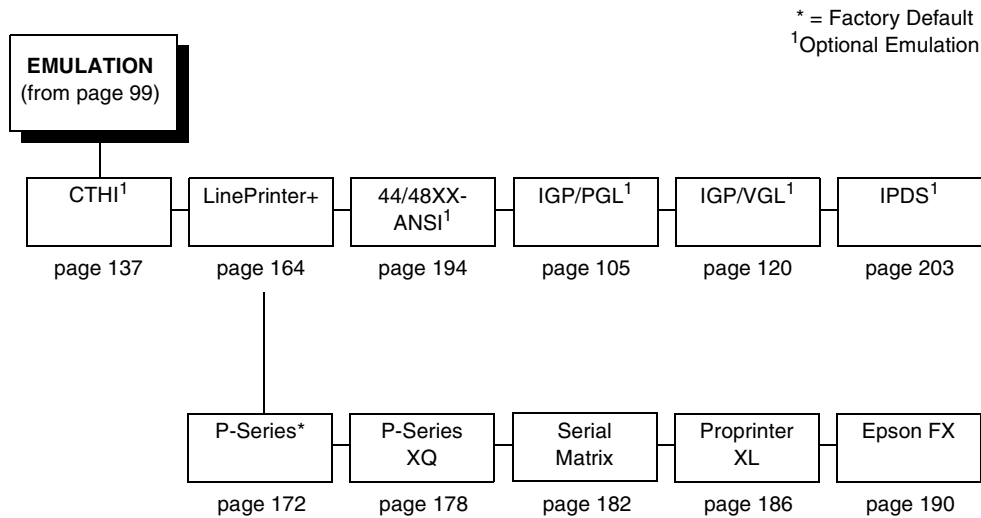 * = Factory Default
¹Optional Emulation
EMULATION
(from page 99)
CTHI¹
LinePrinter+
44/48XX-
ANSI¹
IGP/PGL¹
IGP/VGL¹
IPDS¹
page 137
page 164
page 194
page 105
page 120
page 203
P-Series*
P-Series
XQ
Serial
Matrix
Proprinter
XL
Epson FX
page 172
page 178
page 182
page 186
page 190